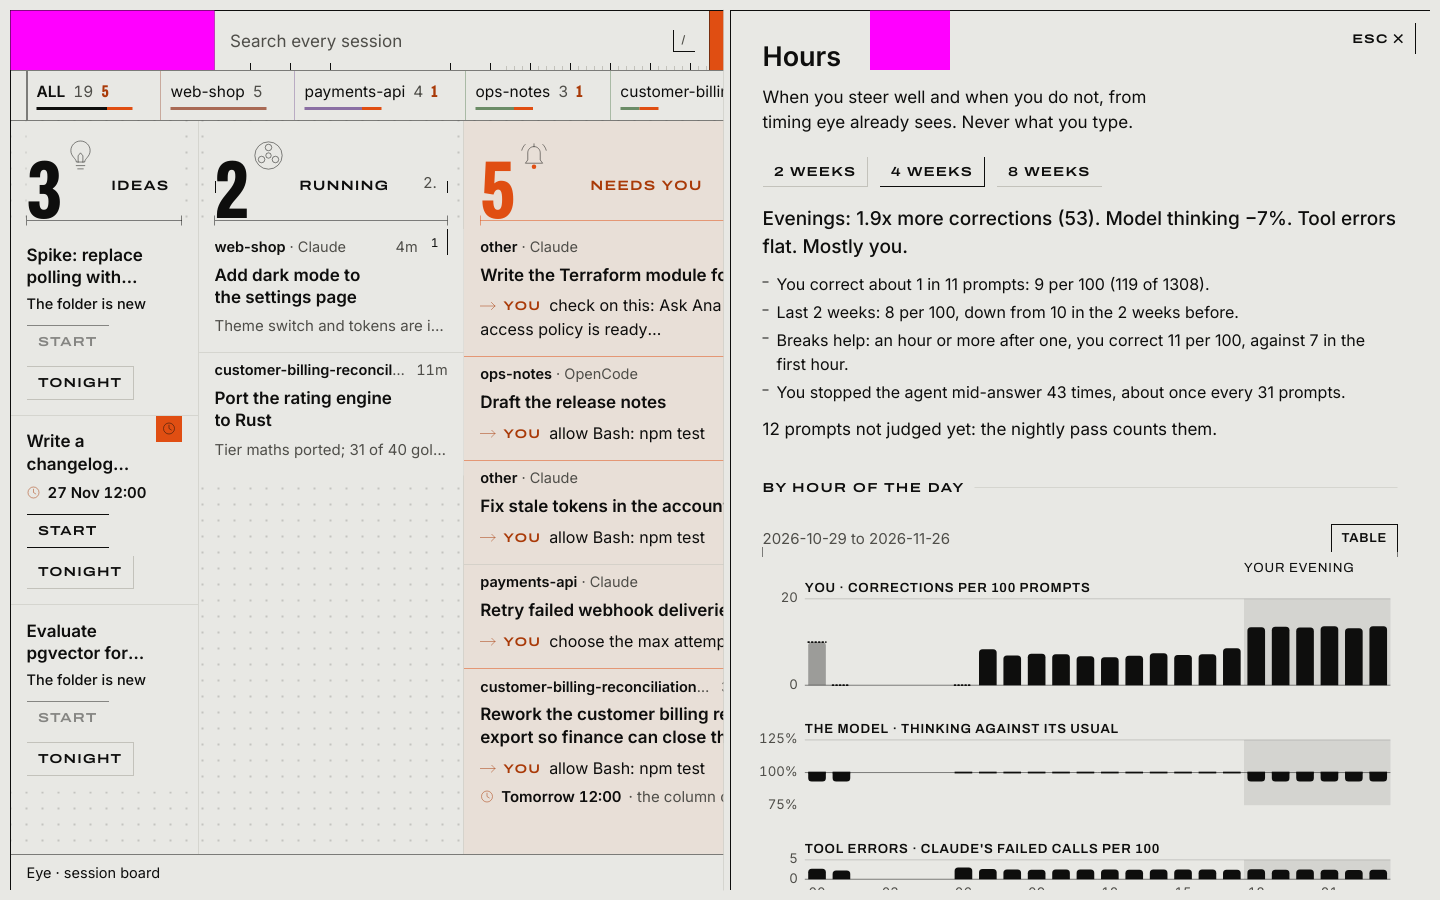 Search every session /
ALL 19 5
web-shop 5
payments-api 4 1
ops-notes 3 1
3 IDEAS
Spike: replace
polling with…
The folder is new
START
TONIGHT
Write a
changelog…
27 Nov 12:00
START
TONIGHT
Evaluate
pgvector for…
The folder is new
START
TONIGHT
2 RUNNING 2.
web-shop · Claude 4m 1
Add dark mode to
the settings page
Theme switch and tokens are i…
customer-billing-reconcil… 11m
Port the rating engine
to Rust
Tier maths ported; 31 of 40 gol…
5 NEEDS YOU
other · Claude
Write the Terraform module
→ YOU check on this: Ask Ana
access policy is ready…
ops-notes · OpenCode
Draft the release notes
→ YOU allow Bash: npm test
other · Claude
Fix stale tokens in the
→ YOU allow Bash: npm test
payments-api · Claude
Retry failed webhook
→ YOU choose the max
customer-billing-reconciliation…
Rework the customer billing
export so finance can close
→ YOU allow Bash: npm test
Tomorrow 12:00 · the column
Eye · session board
Hours
ESC ×
When you steer well and when you do not, from
timing eye already sees. Never what you type.
2 WEEKS 4 WEEKS 8 WEEKS
Evenings: 1.9x more corrections (53). Model thinking −7%. Tool errors
flat. Mostly you.
– You correct about 1 in 11 prompts: 9 per 100 (119 of 1308).
– Last 2 weeks: 8 per 100, down from 10 in the 2 weeks before.
– Breaks help: an hour or more after one, you correct 11 per 100, against 7 in the
first hour.
– You stopped the agent mid-answer 43 times, about once every 31 prompts.
12 prompts not judged yet: the nightly pass counts them.
BY HOUR OF THE DAY
2026-10-29 to 2026-11-26
TABLE
YOUR EVENING
YOU · CORRECTIONS PER 100 PROMPTS
20
0
THE MODEL · THINKING AGAINST ITS USUAL
125%
100%
75%
TOOL ERRORS · CLAUDE'S FAILED CALLS PER 100
5
0